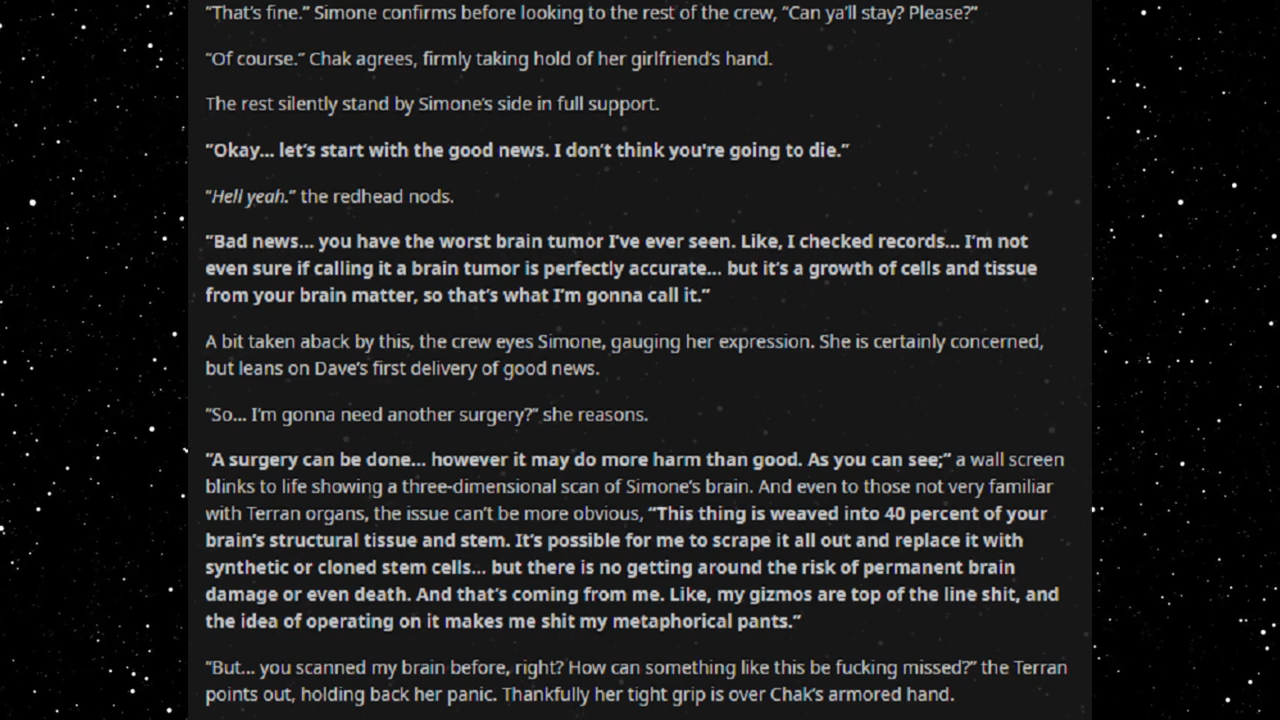 “That’s fine.” Simone confirms before looking to the rest of the crew, “Can ya’ll stay? Please?”
“Of course.” Chak agrees, firmly taking hold of her girlfriend’s hand.
The rest silently stand by Simone’s side in full support.
“Okay… let’s start with the good news. I don’t think you're going to die.”
“Hell yeah.” the redhead nods.
“Bad news… you have the worst brain tumor I’ve ever seen. Like, I checked records… I’m not
even sure if calling it a brain tumor is perfectly accurate… but it’s a growth of cells and tissue
from your brain matter, so that’s what I’m gonna call it.”
A bit taken aback by this, the crew eyes Simone, gauging her expression. She is certainly concerned,
but leans on Dave’s first delivery of good news.
“So… I’m gonna need another surgery?” she reasons.
“A surgery can be done… however it may do more harm than good. As you can see;” a wall screen
blinks to life showing a three-dimensional scan of Simone’s brain. And even to those not very familiar
with Terran organs, the issue can’t be more obvious, “This thing is weaved into 40 percent of your
brain’s structural tissue and stem. It’s possible for me to scrape it all out and replace it with
synthetic or cloned stem cells… but there is no getting around the risk of permanent brain
damage or even death. And that’s coming from me. Like, my gizmos are top of the line shit, and
the idea of operating on it makes me shit my metaphorical pants.”
“But… you scanned my brain before, right? How can something like this be fucking missed?” the Terran
points out, holding back her panic. Thankfully her tight grip is over Chak’s armored hand.